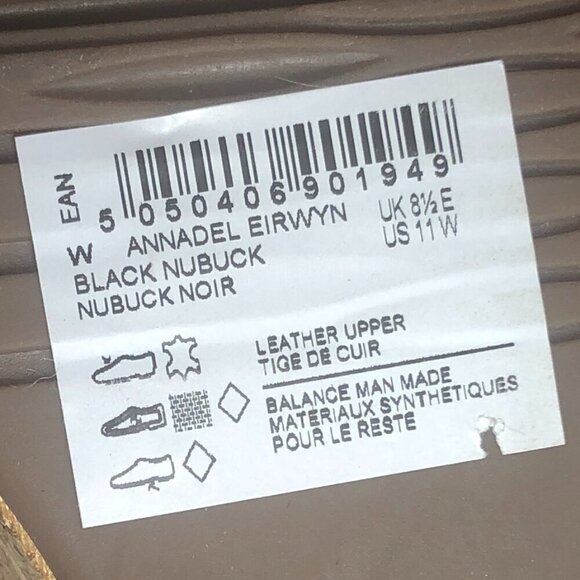 EAN
5 050406 901949
W ANNADEL EIRWYN UK 8½ E
BLACK NUBUCK US 11 W
NUBUCK NOIR
LEATHER UPPER
TIGE DE CUIR
BALANCE MAN MADE
MATERIAUX SYNTHÉTIQUES
POUR LE RESTE